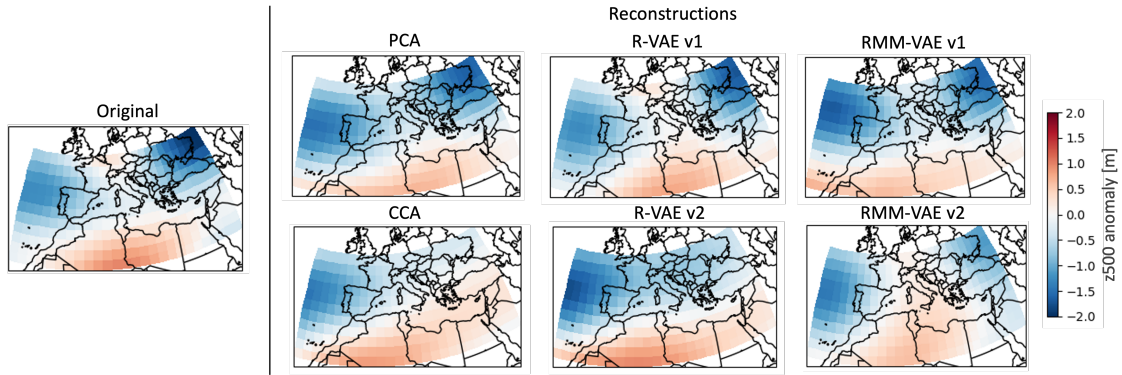 Reconstructions
PCA
R-VAE v1
RMM-VAE v1
Original
CCA
R-VAE v2
RMM-VAE v2
2.0
1.5
1.0
0.5
0.0
−0.5
−1.0
−1.5
−2.0
z500 anomaly [m]